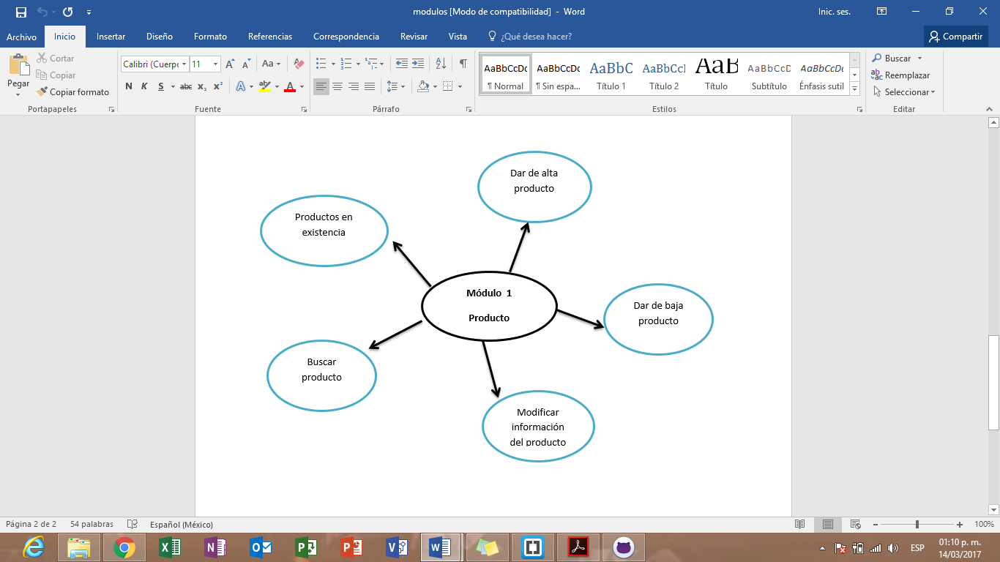 modulos [Modo de compatibilidad] - Word
Inic. ses.
Archivo Inicio Insertar Diseño Formato Referencias Correspondencia Revisar Vista ¿Qué desea hacer? Compartir
Pegar
Cortar
Copiar
Copiar formato
Portapapeles
Calibri (Cuerpo 11
Aa
N K S abc x₂ x²
Fuente
Párrafo
AaBbCcDc AaBbCcDc AaBbC AaBbCcI AaB AaBbCcD AaBbCcDc
¶ Normal ¶ Sin espa... Título 1 Título 2 Título Subtítulo Énfasis sutil
Estilos
Buscar
Reemplazar
Seleccionar
Editar
Dar de alta
producto
Productos en
existencia
Módulo 1
Producto
Dar de baja
producto
Buscar
producto
Modificar
información
del producto
Página 2 de 2 54 palabras Español (México) 100%
ESP
01:10 p. m.
14/03/2017